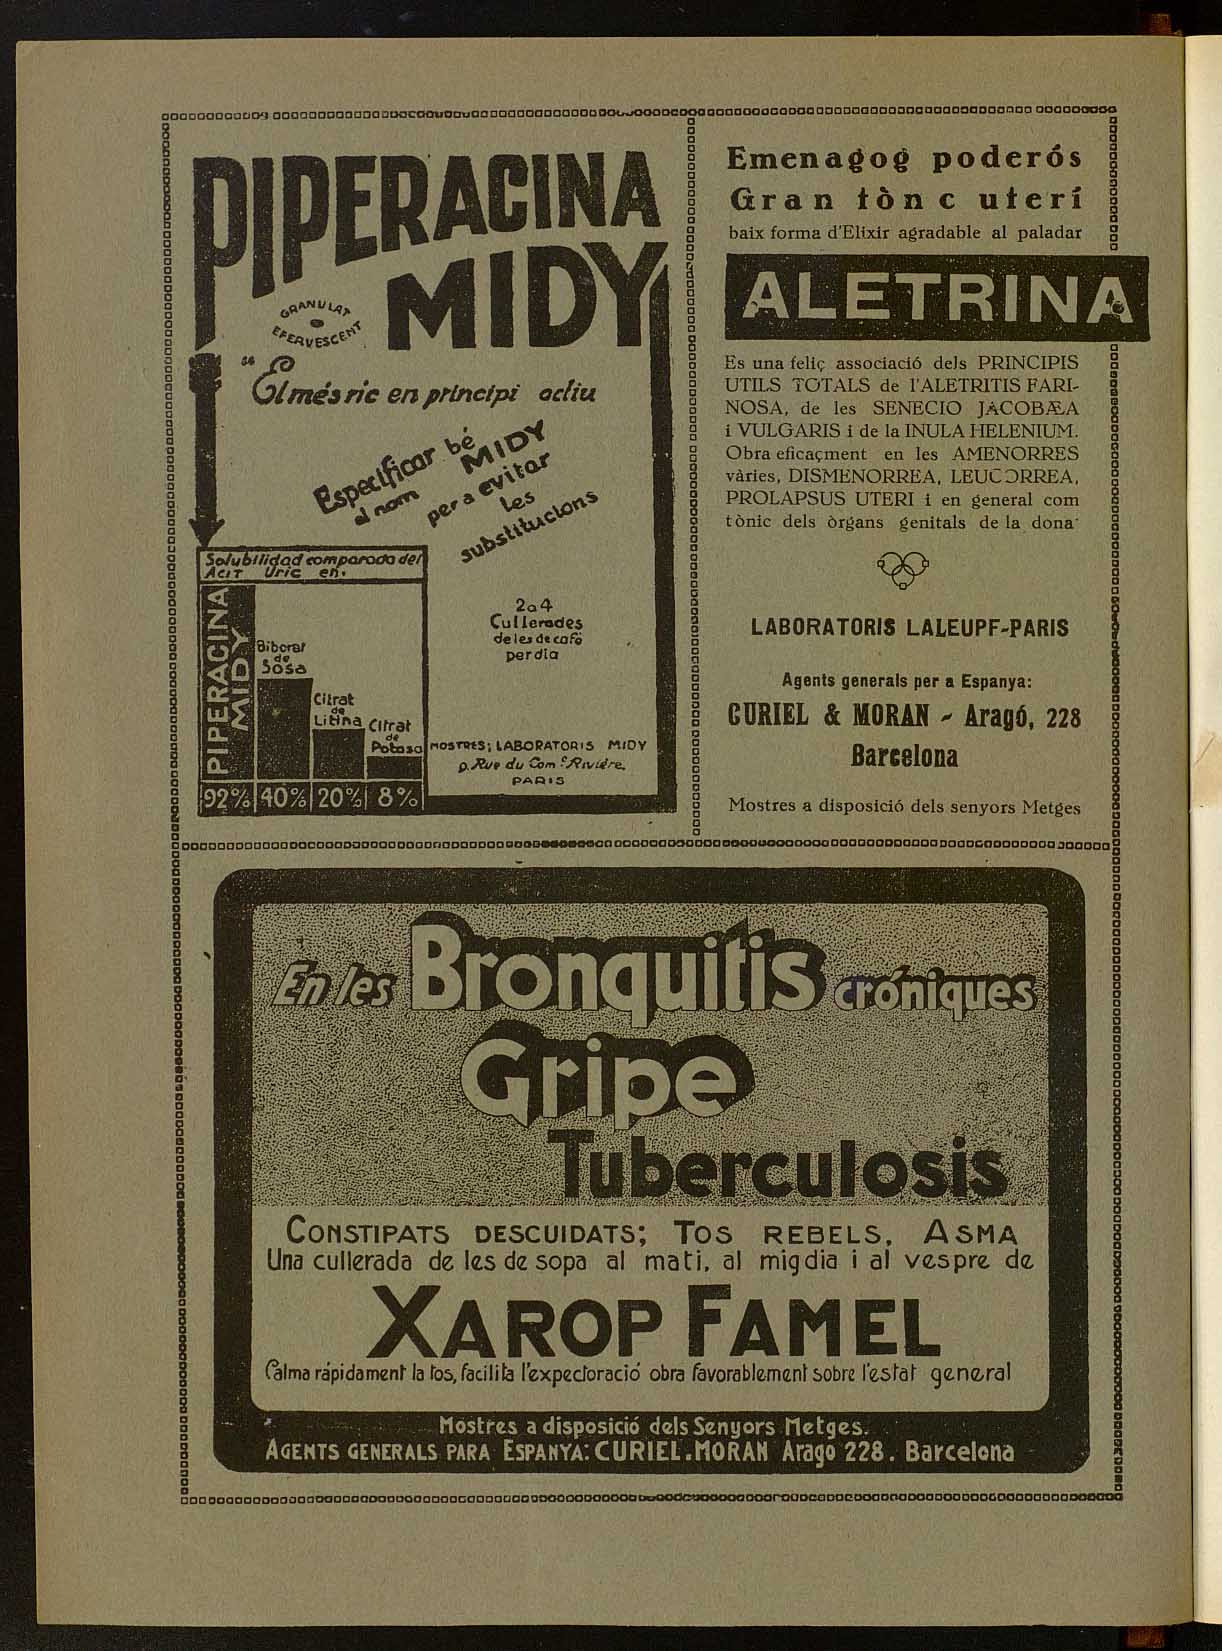 PIPERACINA
MIDY
GRANULAT
EFERVESCENT
"El més ric en principi actiu
Especificar bé
el nom MIDY
per a evitar
les
substitucions
Solubilidad comparada del
ACIT Uric en.
PIPERACINA
MIDY
Biborat
de
Sosa
Citrat
de
Litina
Citrat
de
Potasa
92% 40% 20% 8%
2 a 4
Cullerades
de les de cafè
per dia
MOSTRES; LABORATORIS MIDY
9. Rue du Com t Rivière.
PARIS
Emenagog poderós
Gran tònc uterí
baix forma d'Elixir agradable al paladar
ALETRINA
Es una feliç associació dels PRINCIPIS
UTILS TOTALS de l'ALETRITIS FARI-
NOSA, de les SENECIO JACOBÆA
i VULGARIS i de la INULA HELENIUM.
Obra eficaçment en les AMENORRES
vàries, DISMENORREA, LEUCORREA,
PROLAPSUS UTERI i en general com
tònic dels òrgans genitals de la dona
LABORATORIS LALEUPF-PARIS
Agents generals per a Espanya:
CURIEL & MORAN - Aragó, 228
Barcelona
Mostres a disposició dels senyors Metges
En les Bronquitis cróniques
Gripe
Tuberculosis
CONSTIPATS DESCUIDATS; TOS REBELS, ASMA
Una cullerada de les de sopa al mati, al migdia i al vespre de
XAROP FAMEL
Calma ràpidament la tos, facilita l'expectoració obra favorablement sobre l'estat general
Mostres a disposició dels Senyors Metges.
AGENTS GENERALS PARA ESPANYA: CURIEL.MORAN Arago 228. Barcelona